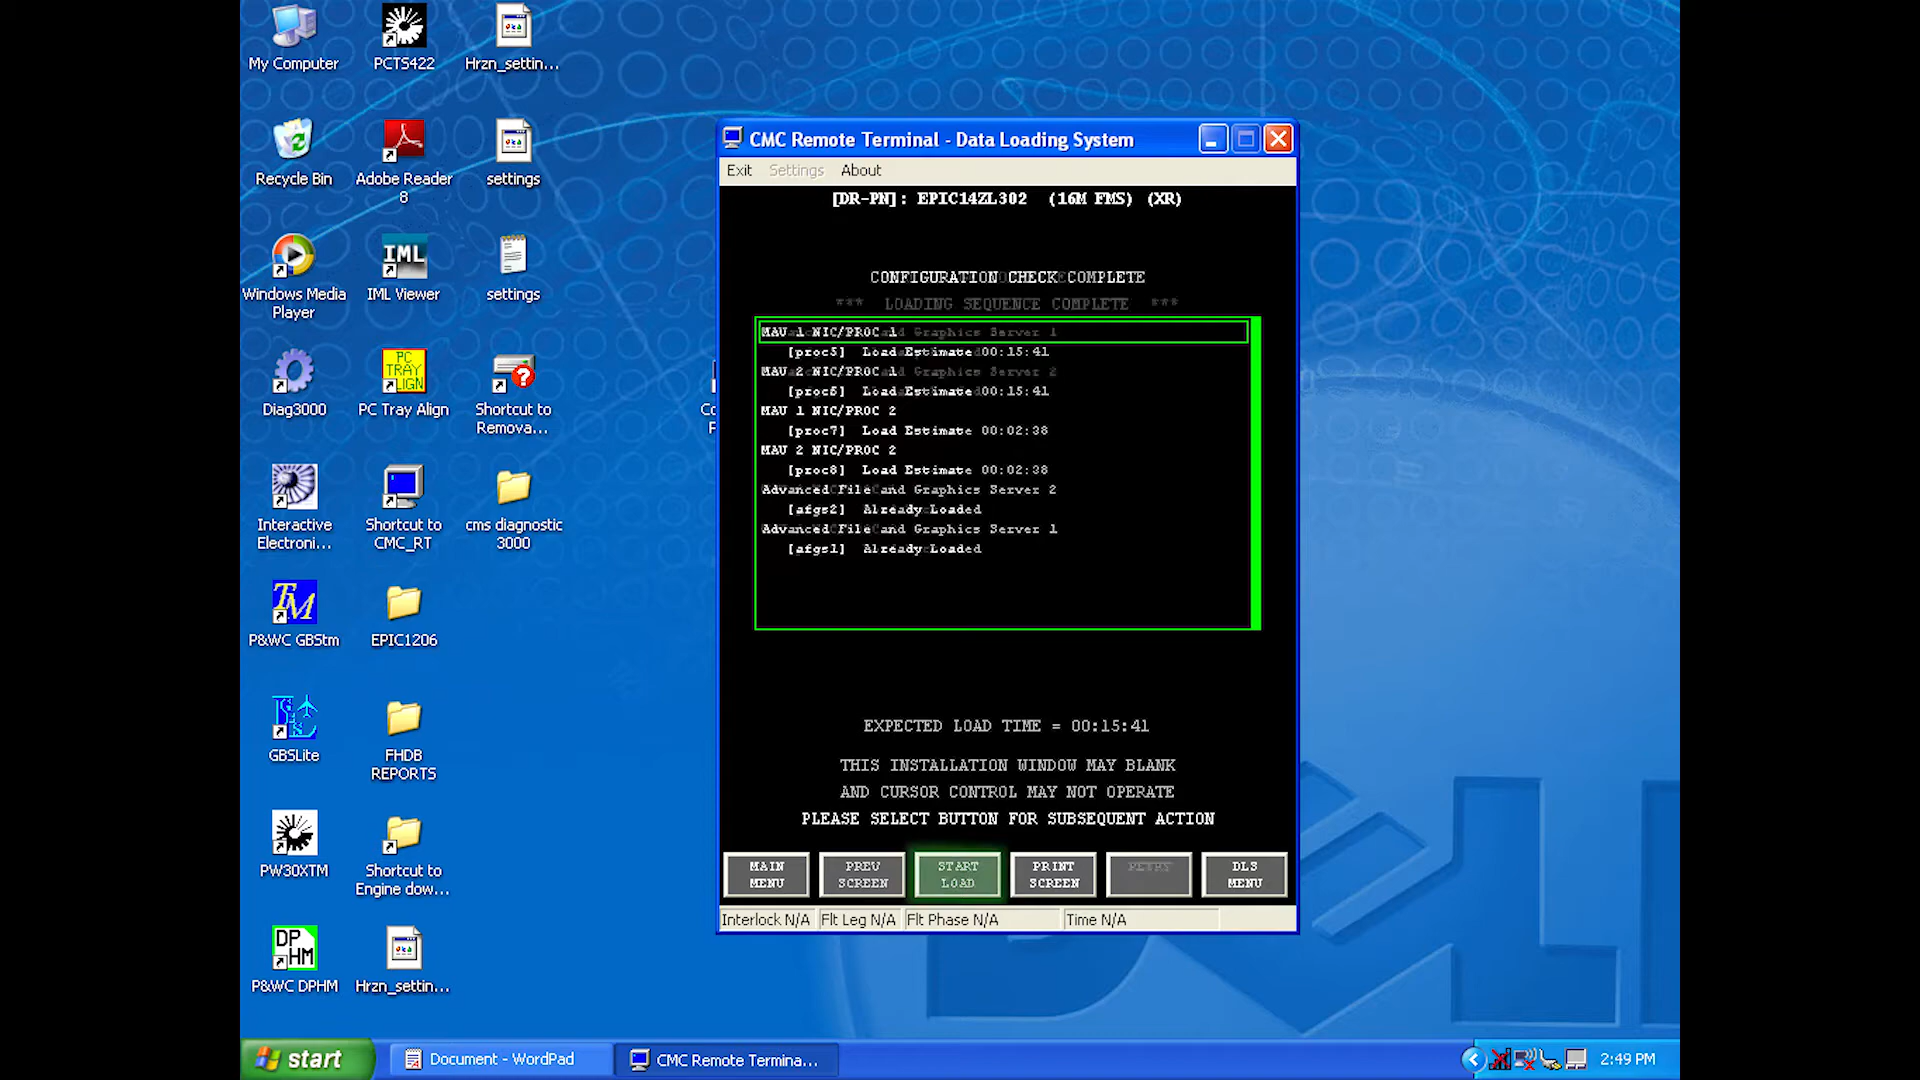 My Computer
PCTS422
Hrzn_settin...
Recycle Bin
Adobe Reader
8
settings
Windows Media
Player
IML
IML Viewer
settings
Diag3000
PC
TRAY
ALIGN
PC Tray Align
Shortcut to
Remova...
Interactive
Electroni...
Shortcut to
CMC_RT
cms diagnostic
3000
TM
P&WC GBStm
EPIC1206
GBSLite
FHDB
REPORTS
PW30XTM
Shortcut to
Engine dow...
DP
HM
P&WC DPHM
Hrzn_settin...
CMC Remote Terminal - Data Loading System
Exit Settings About
[DR-PN]: EPIC14ZL302 (16M FMS) (XR)
CONFIGURATION CHECK COMPLETE
*** LOADING SEQUENCE COMPLETE ***
MAU 1 NIC/PROC 1
[proc5] Load Estimate 00:15:41
MAU 2 NIC/PROC 1
[proc6] Load Estimate 00:15:41
MAU 1 NIC/PROC 2
[proc7] Load Estimate 00:02:38
MAU 2 NIC/PROC 2
[proc8] Load Estimate 00:02:38
Advanced File and Graphics Server 2
[afgs2] Already Loaded
Advanced File and Graphics Server 1
[afgs1] Already Loaded
EXPECTED LOAD TIME = 00:15:41
THIS INSTALLATION WINDOW MAY BLANK
AND CURSOR CONTROL MAY NOT OPERATE
PLEASE SELECT BUTTON FOR SUBSEQUENT ACTION
MAIN
MENU
PREV
SCREEN
START
LOAD
PRINT
SCREEN
RETRY
DLS
MENU
Interlock N/A Flt Leg N/A Flt Phase N/A Time N/A
start
Document - WordPad
CMC Remote Termina...
2:49 PM